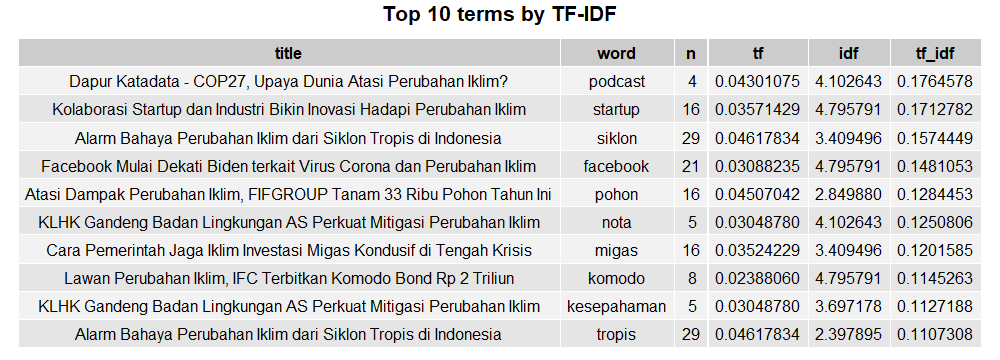 Top 10 terms by TF-IDF
title word n tf idf tf_idf
Dapur Katadata - COP27, Upaya Dunia Atasi Perubahan Iklim? podcast 4 0.04301075 4.102643 0.1764578
Kolaborasi Startup dan Industri Bikin Inovasi Hadapi Perubahan Iklim startup 16 0.03571429 4.795791 0.1712782
Alarm Bahaya Perubahan Iklim dari Siklon Tropis di Indonesia siklon 29 0.04617834 3.409496 0.1574449
Facebook Mulai Dekati Biden terkait Virus Corona dan Perubahan Iklim facebook 21 0.03088235 4.795791 0.1481053
Atasi Dampak Perubahan Iklim, FIFGROUP Tanam 33 Ribu Pohon Tahun Ini pohon 16 0.04507042 2.849880 0.1284453
KLHK Gandeng Badan Lingkungan AS Perkuat Mitigasi Perubahan Iklim nota 5 0.03048780 4.102643 0.1250806
Cara Pemerintah Jaga Iklim Investasi Migas Kondusif di Tengah Krisis migas 16 0.03524229 3.409496 0.1201585
Lawan Perubahan Iklim, IFC Terbitkan Komodo Bond Rp 2 Triliun komodo 8 0.02388060 4.795791 0.1145263
KLHK Gandeng Badan Lingkungan AS Perkuat Mitigasi Perubahan Iklim kesepahaman 5 0.03048780 3.697178 0.1127188
Alarm Bahaya Perubahan Iklim dari Siklon Tropis di Indonesia tropis 29 0.04617834 2.397895 0.1107308